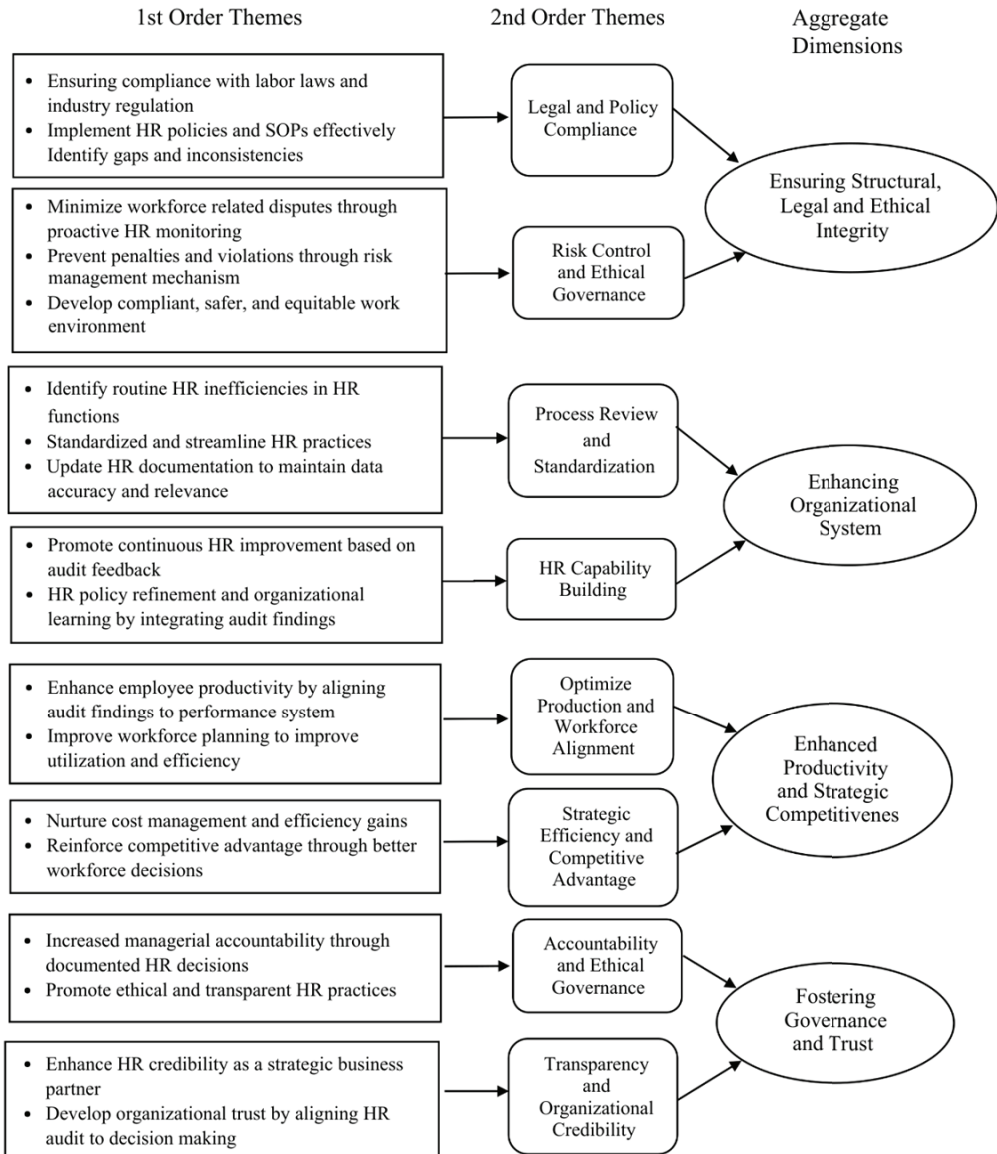 1st Order Themes
2nd Order Themes
Aggregate
Dimensions
• Ensuring compliance with labor laws and
industry regulation
• Implement HR policies and SOPs effectively
Identify gaps and inconsistencies
Legal and Policy
Compliance
Ensuring Structural,
Legal and Ethical
Integrity
• Minimize workforce related disputes through
proactive HR monitoring
• Prevent penalties and violations through risk
management mechanism
• Develop compliant, safer, and equitable work
environment
Risk Control
and Ethical
Governance
• Identify routine HR inefficiencies in HR
functions
• Standardized and streamline HR practices
• Update HR documentation to maintain data
accuracy and relevance
Process Review
and
Standardization
Enhancing
Organizational
System
• Promote continuous HR improvement based on
audit feedback
• HR policy refinement and organizational
learning by integrating audit findings
HR Capability
Building
• Enhance employee productivity by aligning
audit findings to performance system
• Improve workforce planning to improve
utilization and efficiency
Optimize
Production and
Workforce
Alignment
Enhanced
Productivity
and Strategic
Competitivenes
• Nurture cost management and efficiency gains
• Reinforce competitive advantage through better
workforce decisions
Strategic
Efficiency and
Competitive
Advantage
• Increased managerial accountability through
documented HR decisions
• Promote ethical and transparent HR practices
Accountability
and Ethical
Governance
Fostering
Governance
and Trust
• Enhance HR credibility as a strategic business
partner
• Develop organizational trust by aligning HR
audit to decision making
Transparency and
Organizational
Credibility